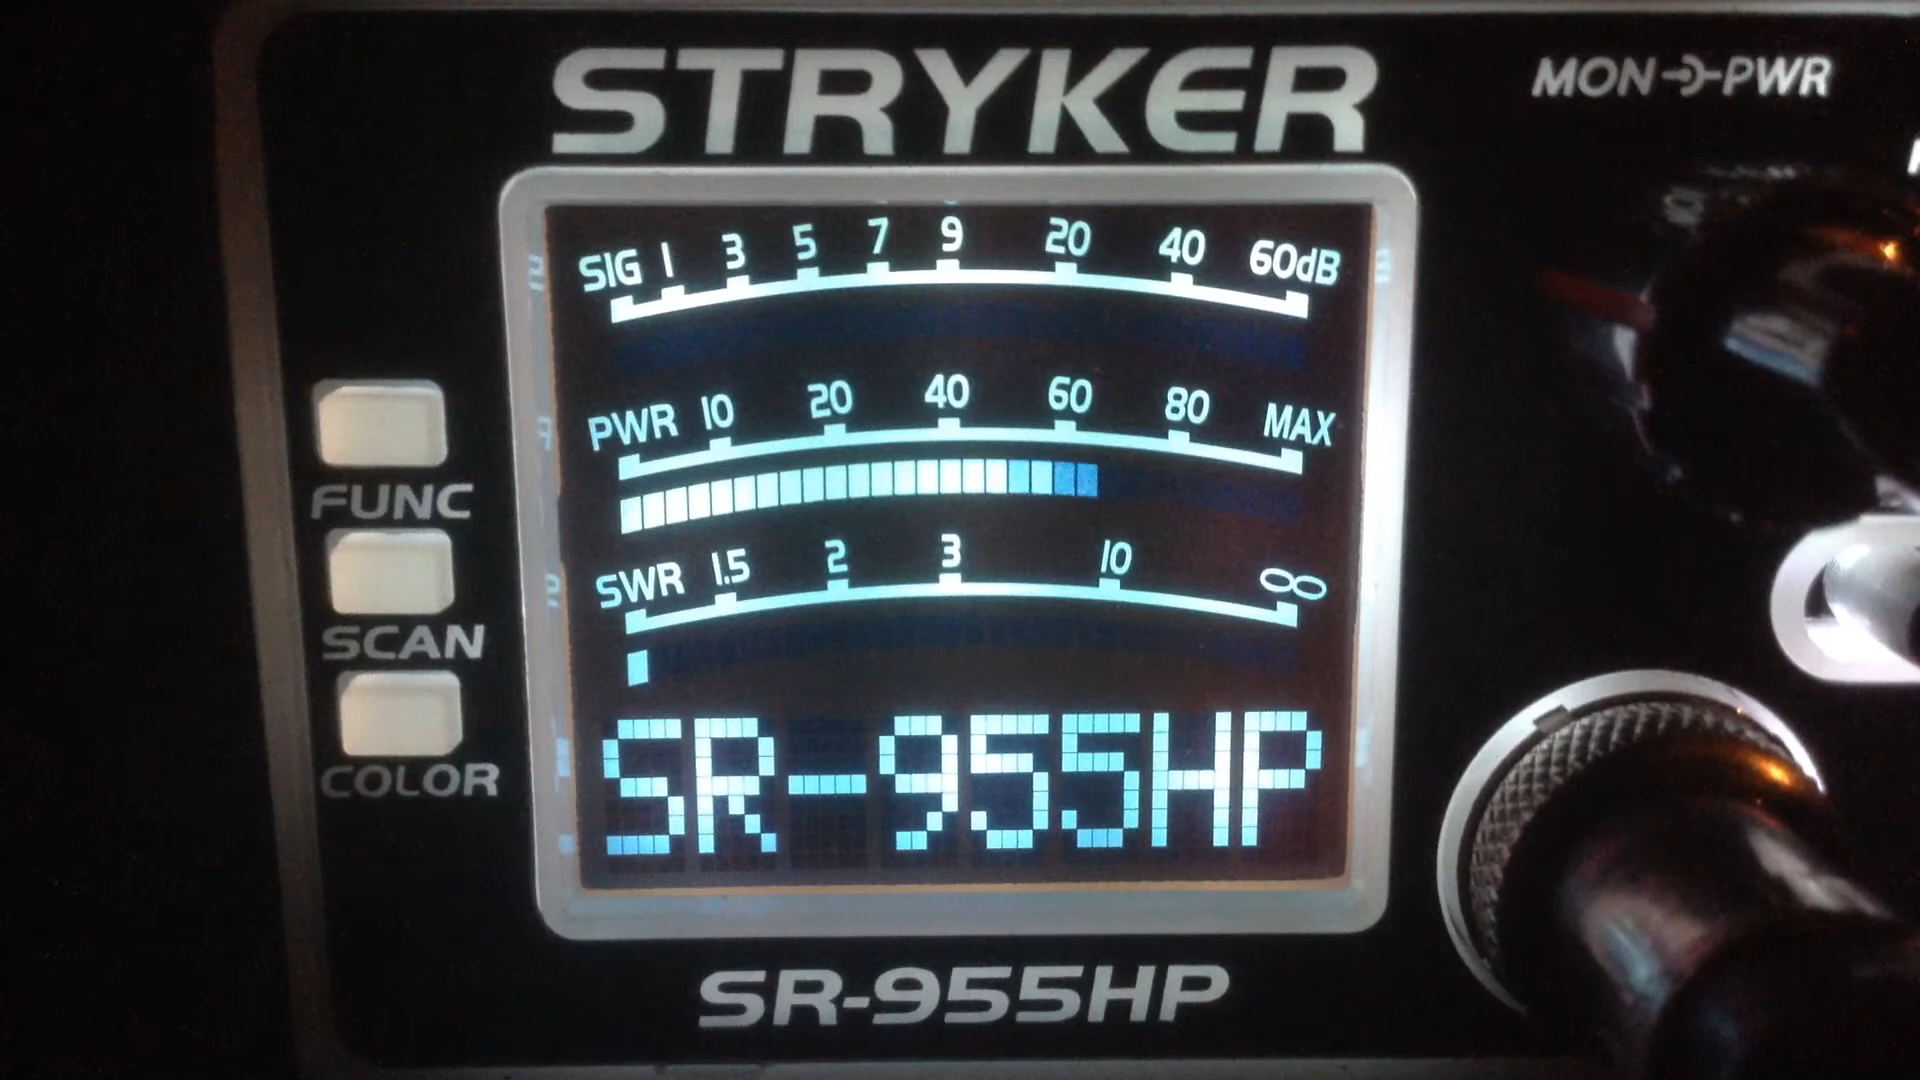 STRYKER
MON PWR
SIG 1 3 5 7 9 20 40 60dB
PWR 10 20 40 60 80 MAX
SWR 1.5 2 3 10 ∞
SR-955HP
FUNC
SCAN
COLOR
SR-955HP